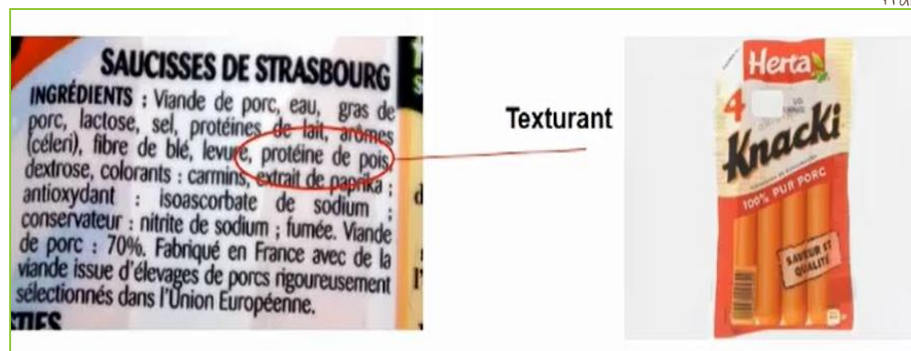 SAUCISSES DE STRASBOURG
INGRÉDIENTS : Viande de porc, eau, gras de
porc, lactose, sel, protéines de lait, arômes
(céleri), fibre de blé, levure, protéine de pois,
dextrose, colorants : carmins, extrait de paprika ;
antioxydant : isoascorbate de sodium ;
conservateur : nitrite de sodium ; fumée. Viande
de porc : 70%. Fabriqué en France avec de la
viande issue d'élevages de porcs rigoureusement
sélectionnés dans l'Union Européenne.
Texturant
Herta
4
Knacki
100% PUR PORC
SAVEUR ET
QUALITÉ